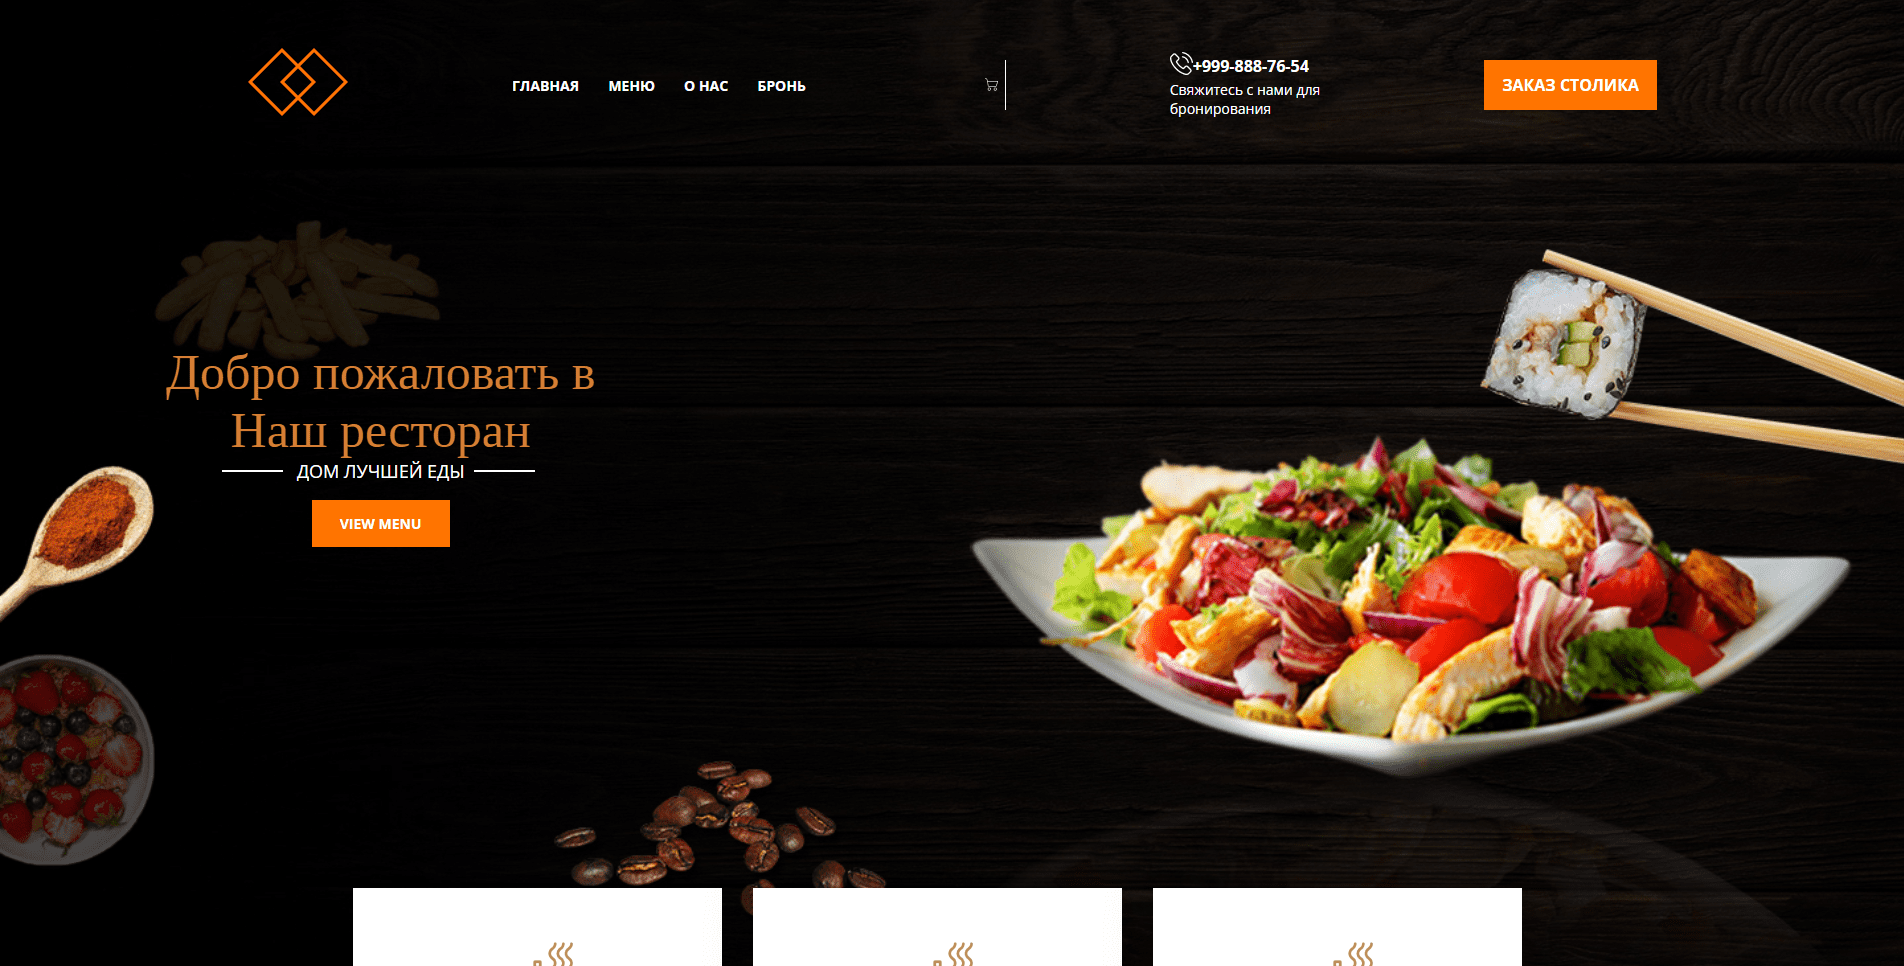 ГЛАВНАЯ МЕНЮ О НАС БРОНЬ
+999-888-76-54
Свяжитесь с нами для
бронирования
ЗАКАЗ СТОЛИКА
Добро пожаловать в
Наш ресторан
ДОМ ЛУЧШЕЙ ЕДЫ
VIEW MENU